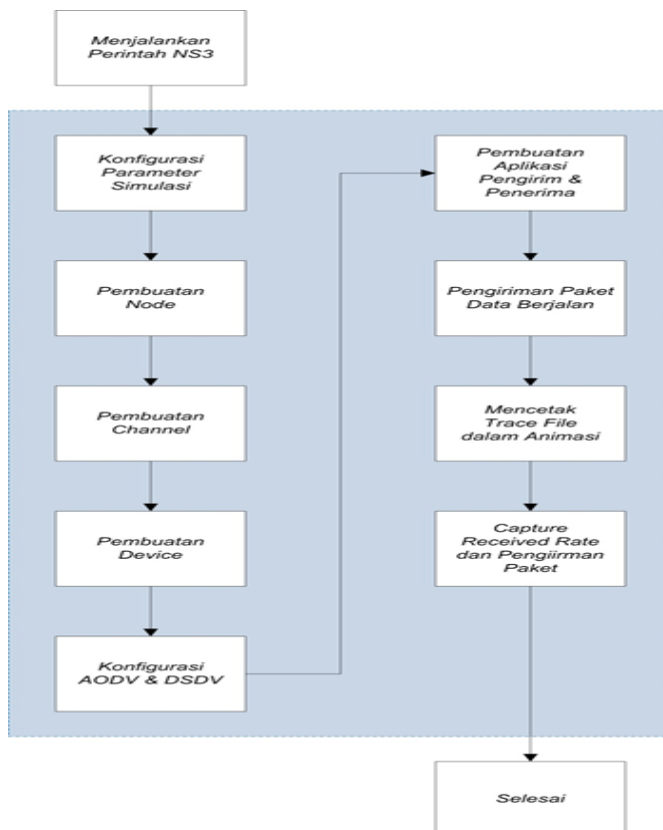 Menjalankan
Perintah NS3
Konfigurasi
Parameter
Simulasi
Pembuatan
Node
Pembuatan
Channel
Pembuatan
Device
Konfigurasi
AODV & DSDV
Pembuatan
Aplikasi
Pengirim &
Penerima
Pengiriman Paket
Data Berjalan
Mencetak
Trace File
dalam Animasi
Capture
Received Rate
dan Pengiirman
Paket
Selesai